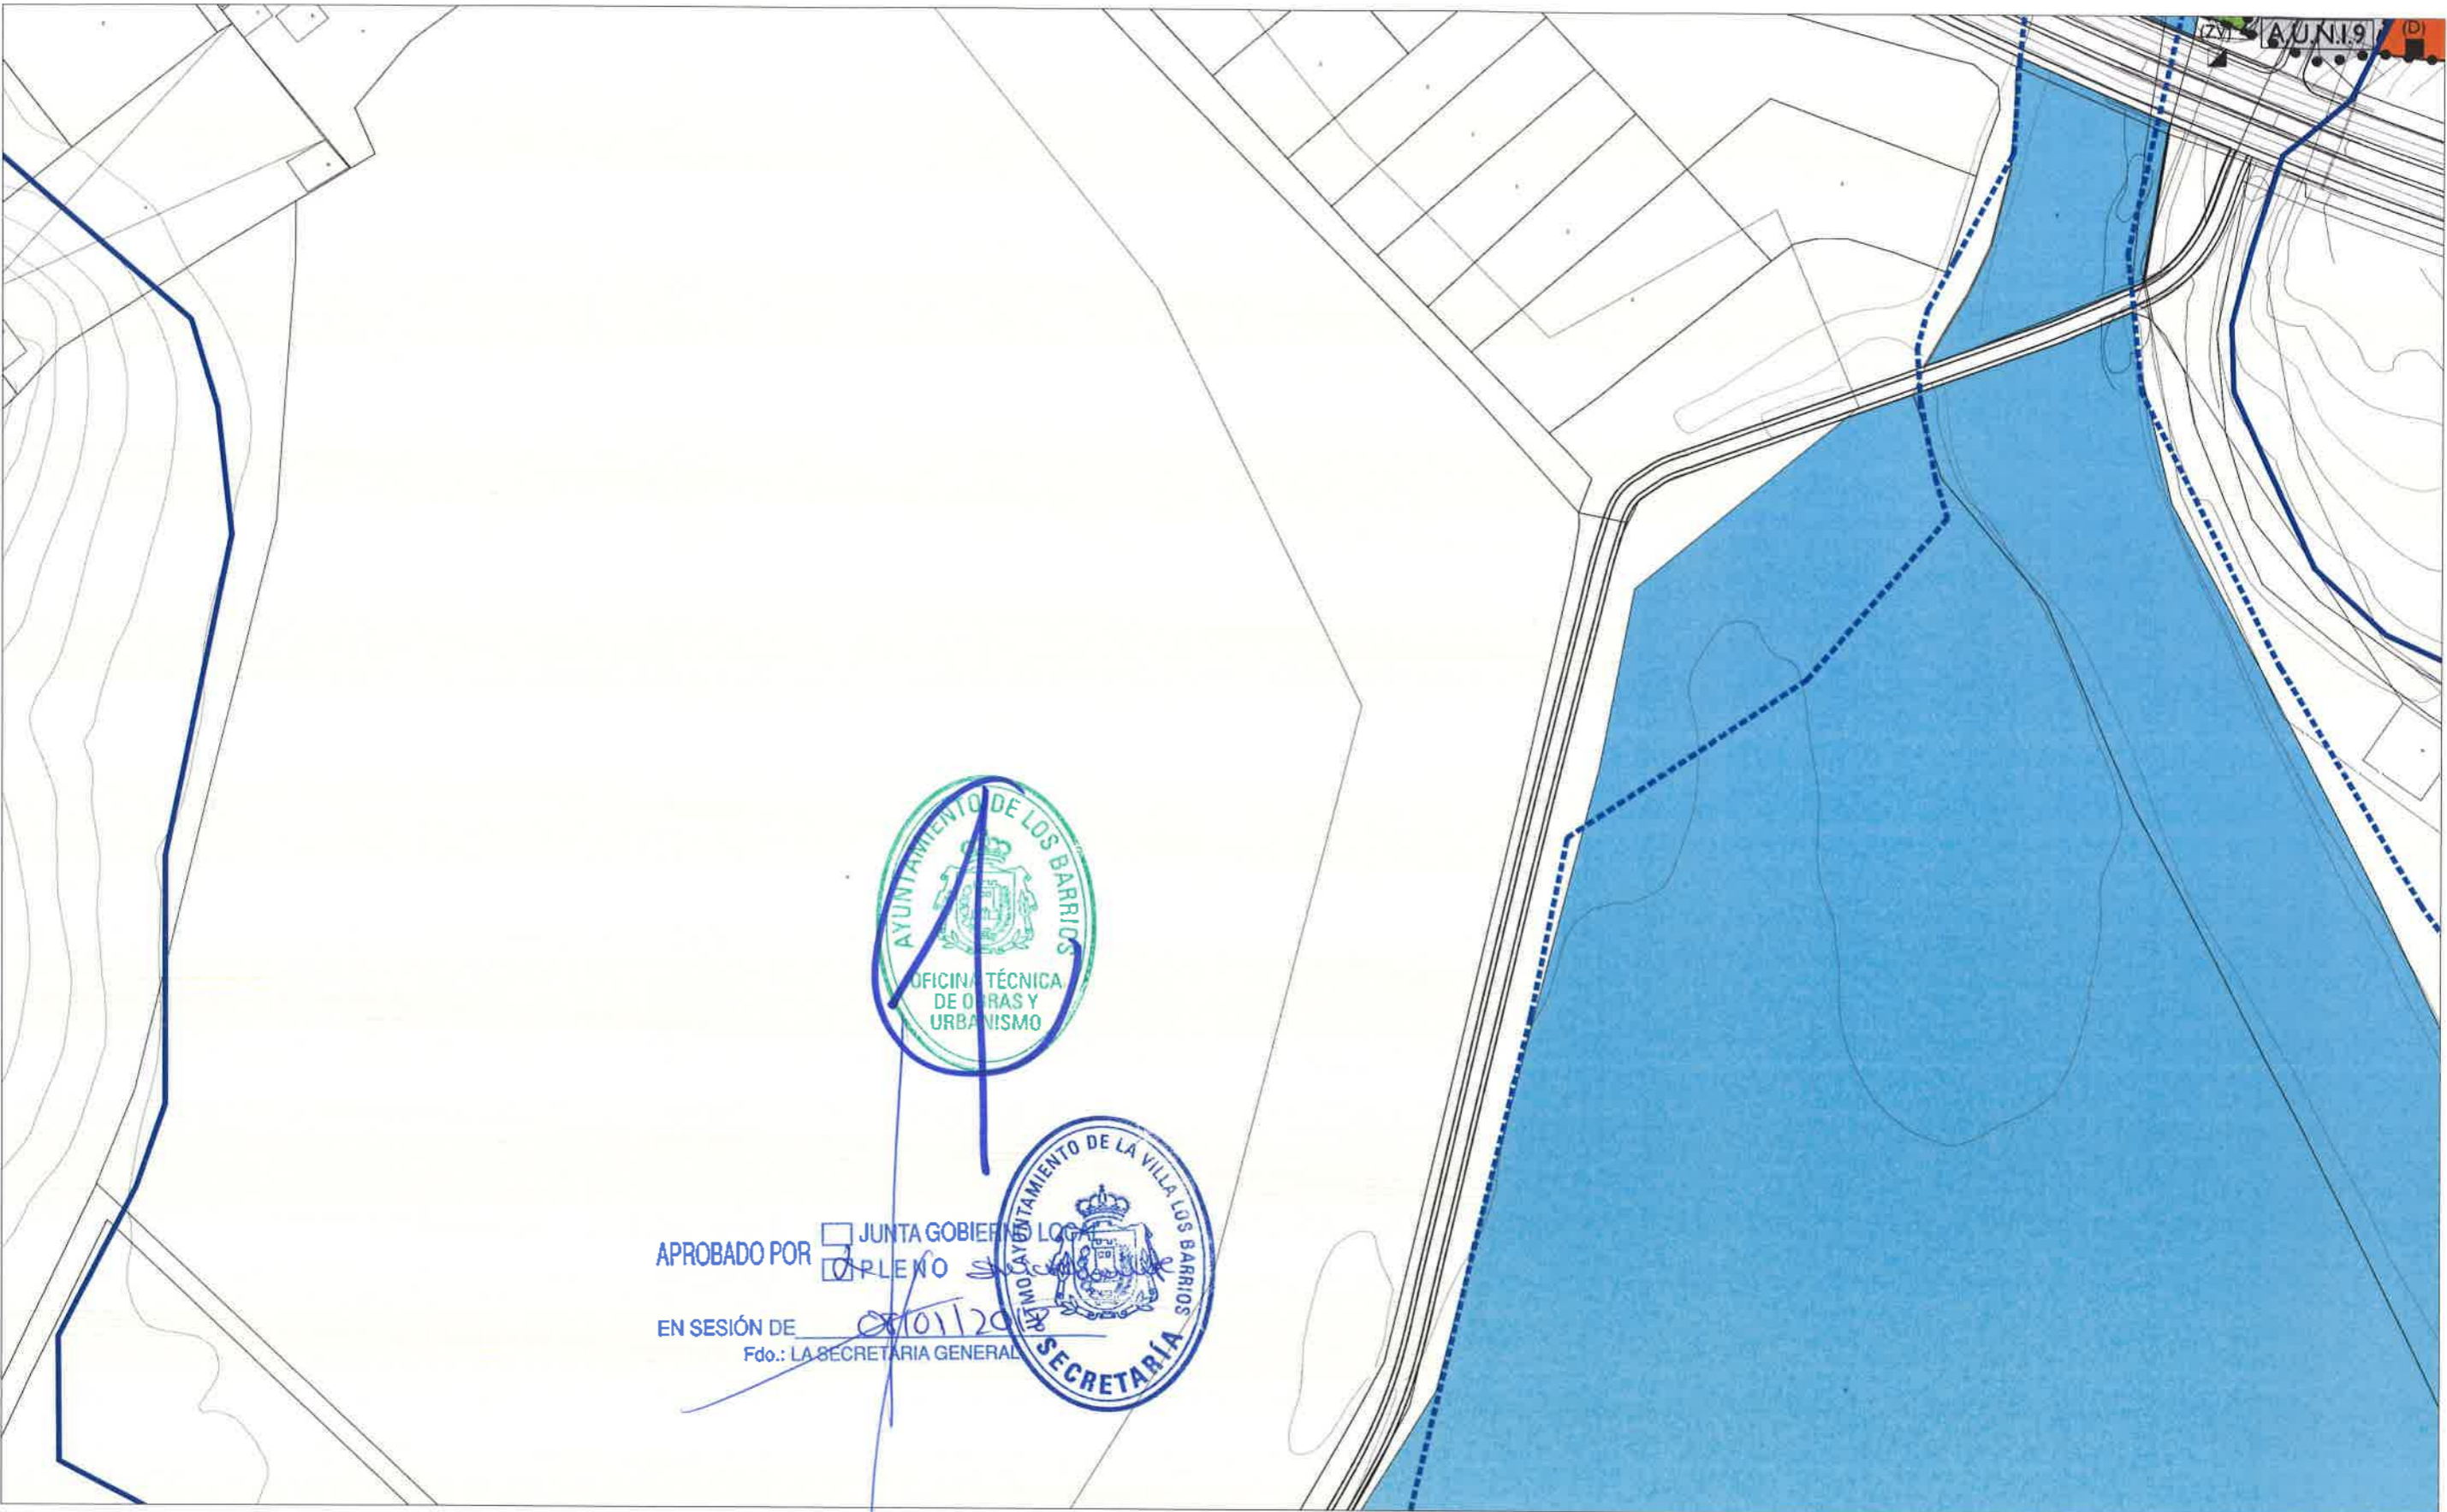 (ZV)
A.U.N.I.9
(D)
AYUNTAMIENTO DE LOS BARRIOS
OFICINA TÉCNICA
DE OBRAS Y
URBANISMO
AYUNTAMIENTO DE LA VILLA LOS BARRIOS
SECRETARÍA
APROBADO POR
JUNTA GOBIERNO LOCAL
PLENO
EN SESIÓN DE
Fdo.: LA SECRETARIA GENERAL